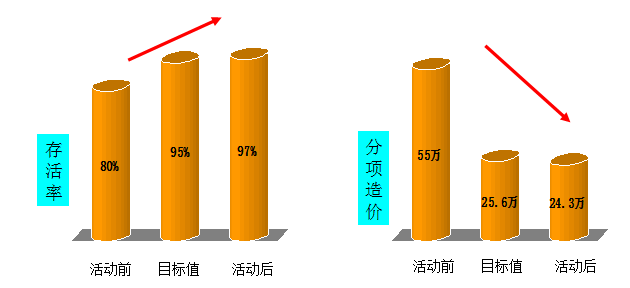 存活率
80%
95%
97%
活动前
目标值
活动后
分项造价
55万
25.6万
24.3万
活动前
目标值
活动后